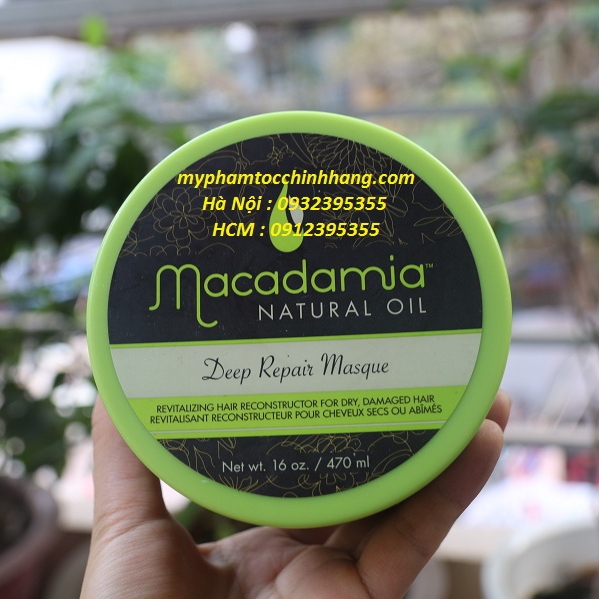 myphamtocchinhhang.com
Hà Nội : 0932395355
HCM : 0912395355
macadamia™
NATURAL OIL
Deep Repair Masque
REVITALIZING HAIR RECONSTRUCTOR FOR DRY, DAMAGED HAIR
REVITALISANT RECONSTRUCTEUR POUR CHEVEUX SECS OU ABÎMÉS
Net wt. 16 oz. / 470 ml